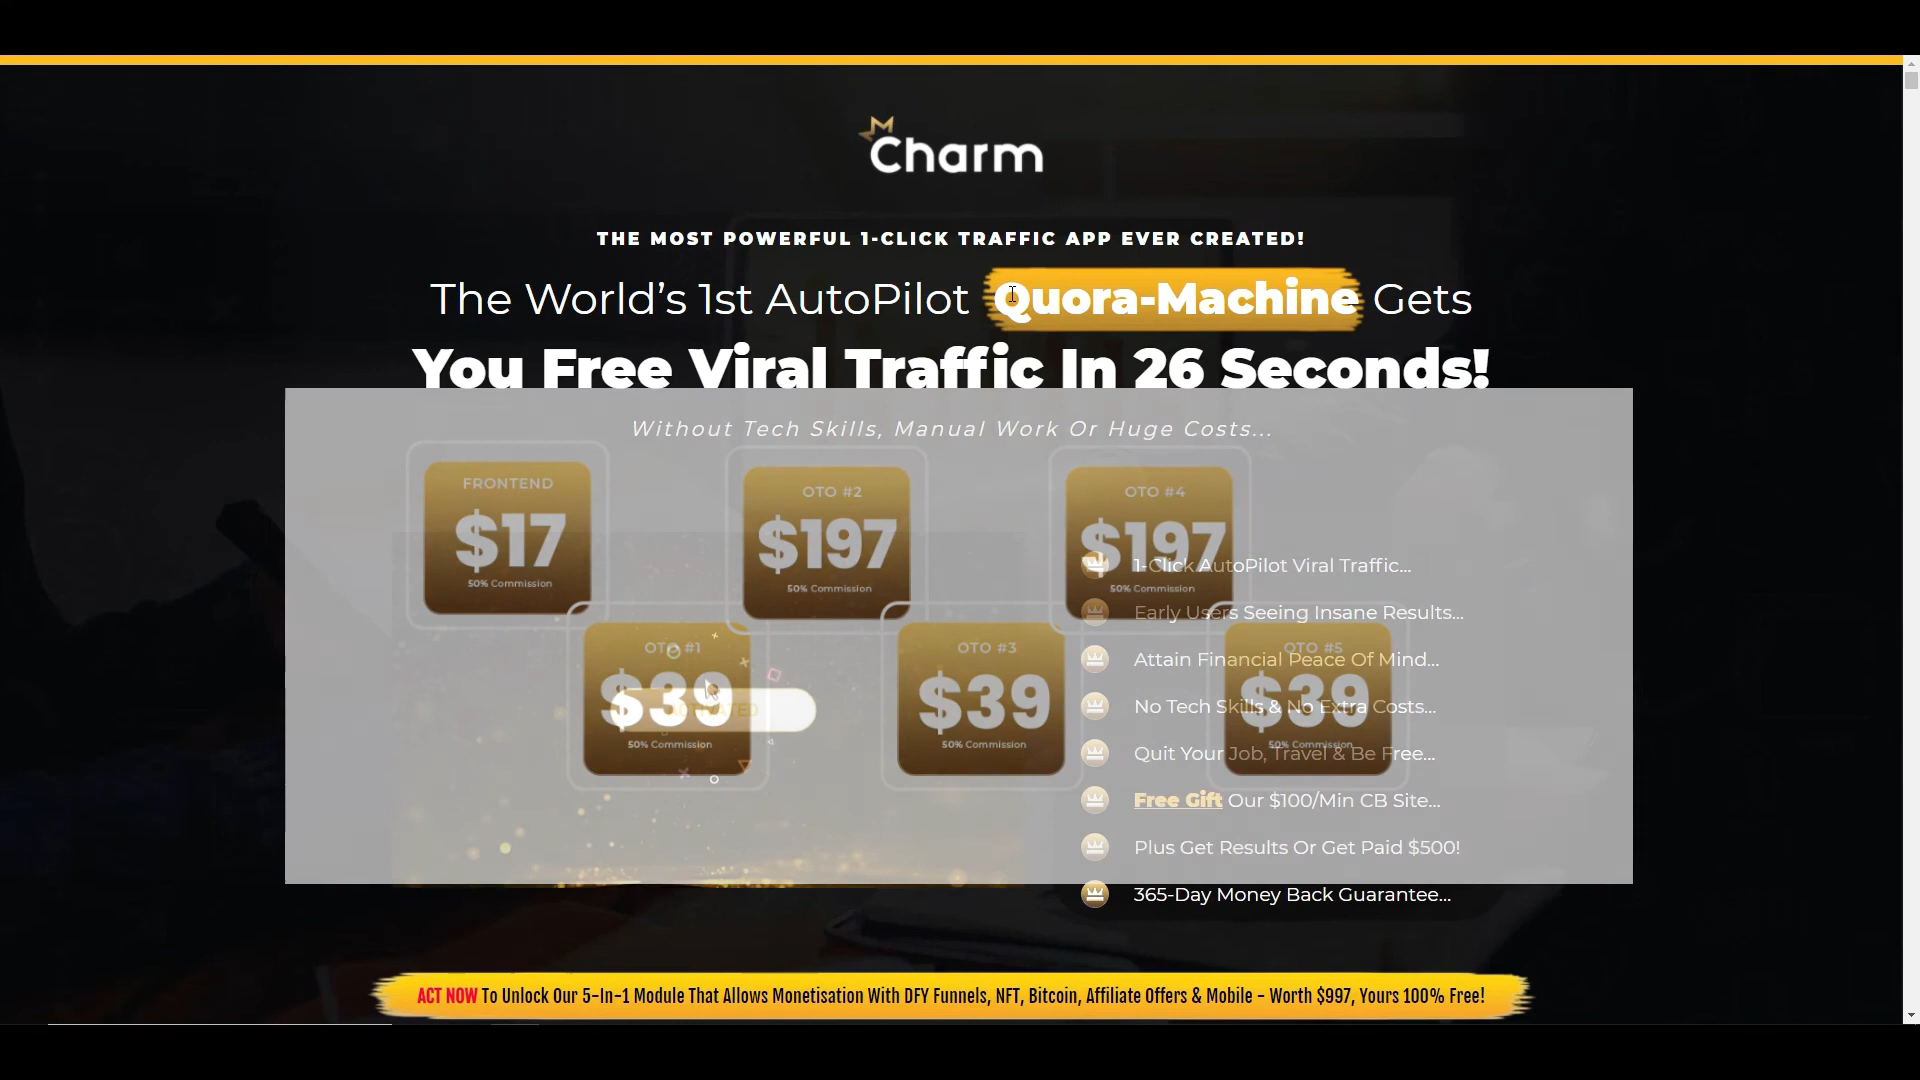 Charm
THE MOST POWERFUL 1-CLICK TRAFFIC APP EVER CREATED!
The World's 1st AutoPilot Quora-Machine Gets
You Free Viral Traffic In 26 Seconds!
Without Tech Skills, Manual Work Or Huge Costs...
FRONTEND
$17
50% Commission
OTO #2
$197
50% Commission
OTO #4
$197
50% Commission
OTO #1
$39
50% Commission
ACTIVATED
OTO #3
$39
50% Commission
OTO #5
$39
50% Commission
1-Click AutoPilot Viral Traffic...
Early Users Seeing Insane Results...
Attain Financial Peace Of Mind...
No Tech Skills & No Extra Costs...
Quit Your Job, Travel & Be Free...
Free Gift Our $100/Min CB Site...
Plus Get Results Or Get Paid $500!
365-Day Money Back Guarantee...
ACT NOW To Unlock Our 5-In-1 Module That Allows Monetisation With DFY Funnels, NFT, Bitcoin, Affiliate Offers & Mobile - Worth $997, Yours 100% Free!